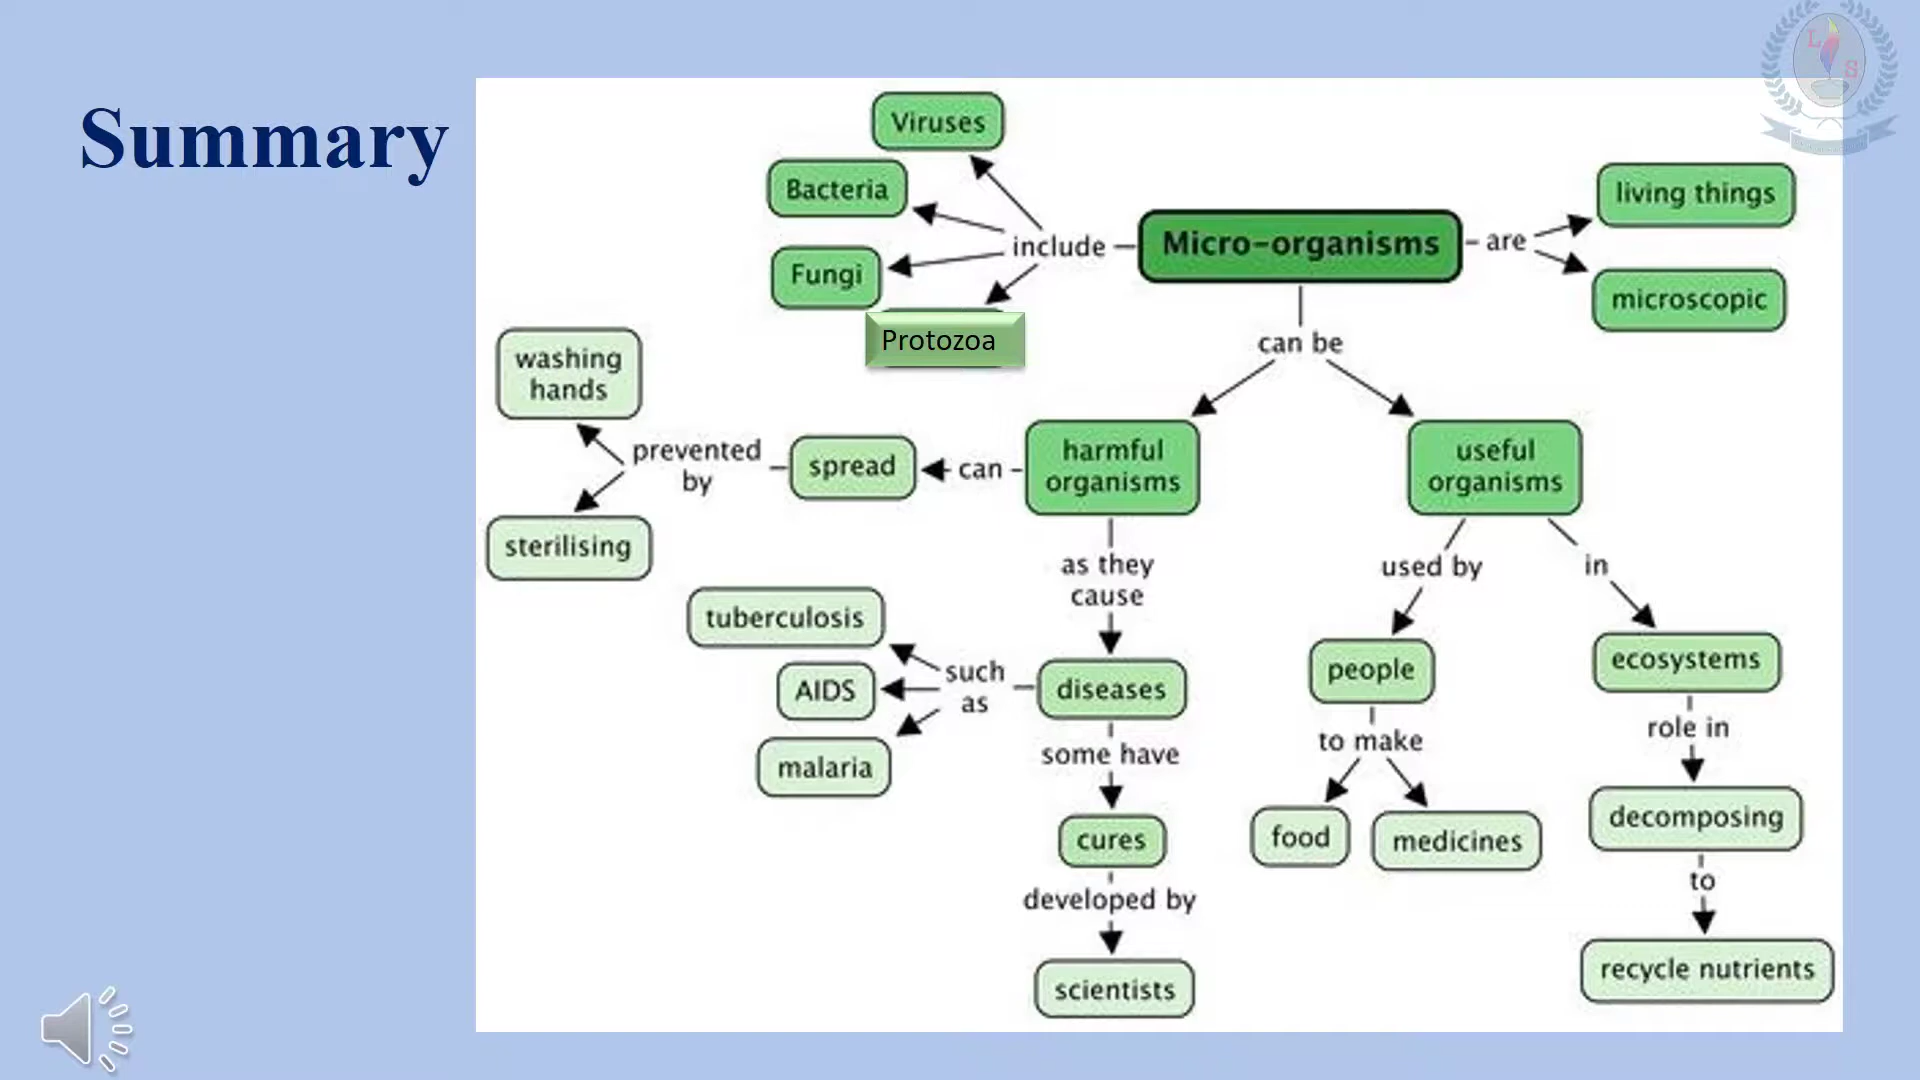 Summary
L
S
Viruses
Bacteria
Fungi
Protozoa
include
Micro-organisms
are
living things
microscopic
can be
harmful
organisms
useful
organisms
can
spread
prevented
by
washing
hands
sterilising
as they
cause
diseases
such
as
tuberculosis
AIDS
malaria
some have
cures
developed by
scientists
used by
people
to make
food
medicines
in
ecosystems
role in
decomposing
to
recycle nutrients